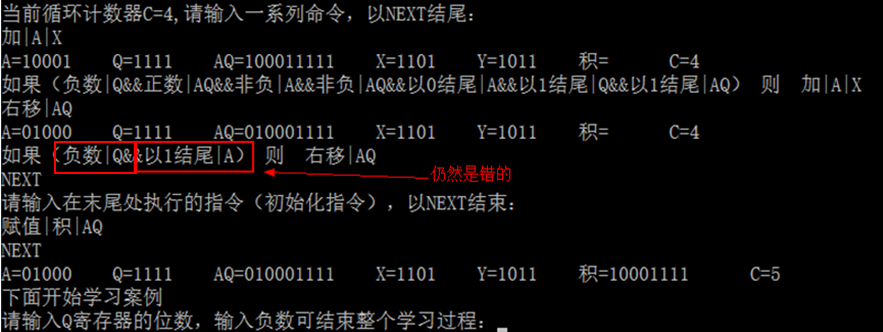 当前循环计数器C=4,请输入一系列命令，以NEXT结尾：
加|A|X
A=10001 Q=1111 AQ=100011111 X=1101 Y=1011 积= C=4
如果（负数|Q&&正数|AQ&&非负|A&&非负|AQ&&以0结尾|A&&以1结尾|Q&&以1结尾|AQ） 则 加|A|X
右移|AQ
A=01000 Q=1111 AQ=010001111 X=1101 Y=1011 积= C=4
如果（负数|Q&&以1结尾|A） 则 右移|AQ
仍然是错的
NEXT
请输入在末尾处执行的指令（初始化指令），以NEXT结束：
赋值|积|AQ
NEXT
A=01000 Q=1111 AQ=010001111 X=1101 Y=1011 积=10001111 C=5
下面开始学习案例
请输入Q寄存器的位数，输入负数可结束整个学习过程：